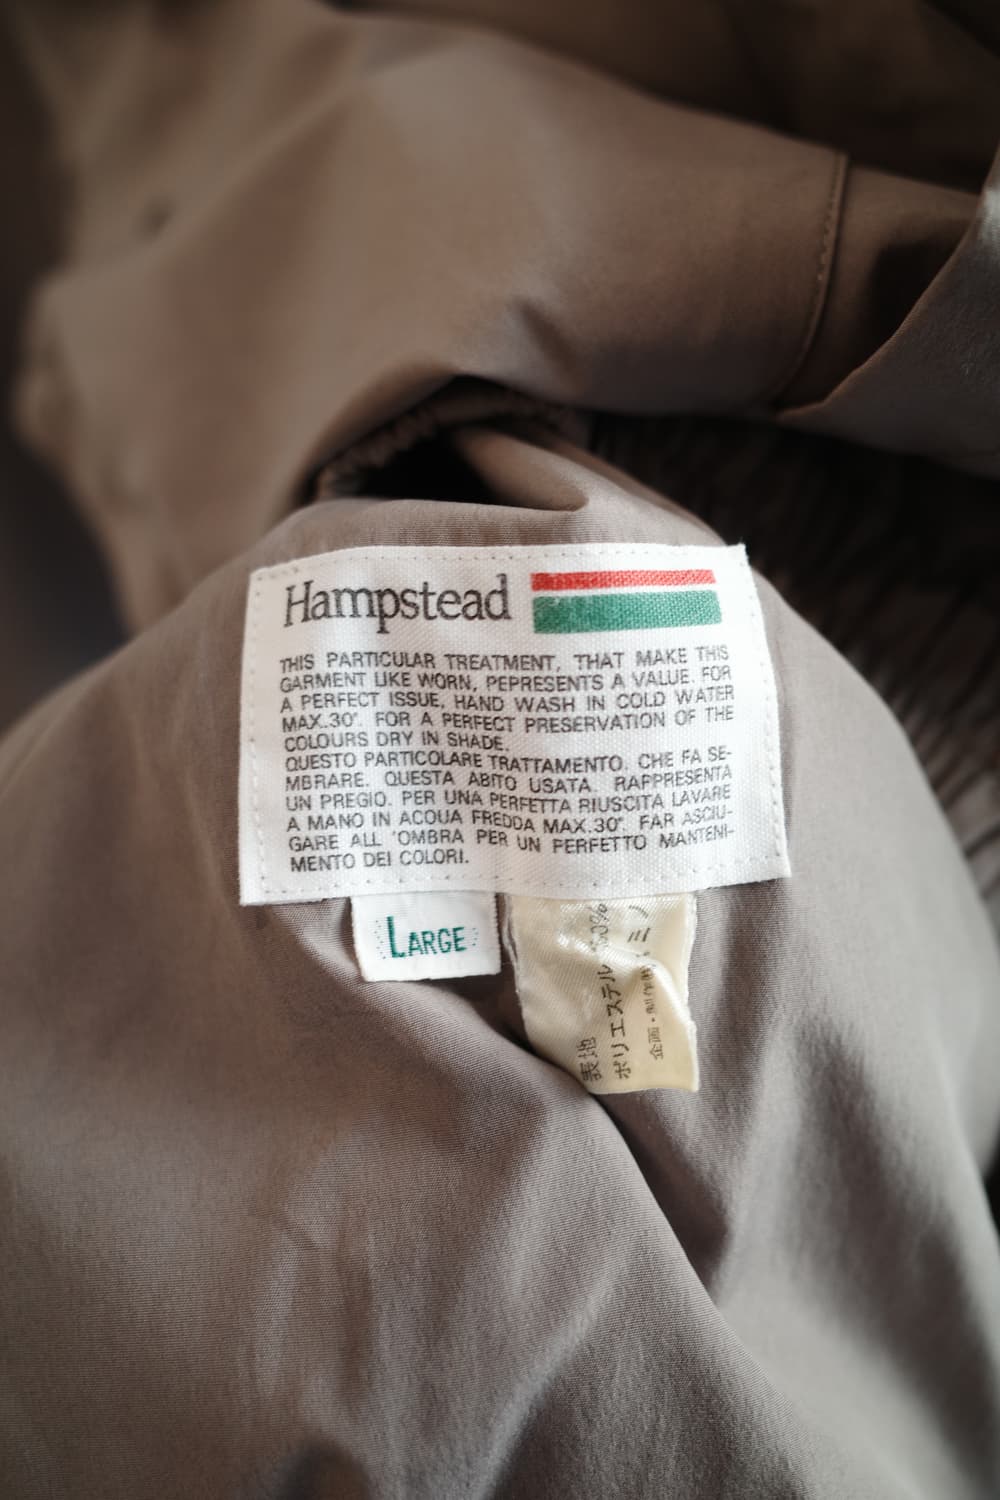 Hampstead
THIS PARTICULAR TREATMENT, THAT MAKE THIS
GARMENT LIKE WORN, PEPRESENTS A VALUE. FOR
A PERFECT ISSUE, HAND WASH IN COLD WATER
MAX.30°. FOR A PERFECT PRESERVATION OF THE
COLOURS DRY IN SHADE.
QUESTO PARTICOLARE TRATTAMENTO. CHE FA SE-
MBRARE. QUESTA ABITO USATA. RAPPRESENTA
UN PREGIO. PER UNA PERFETTA RIUSCITA LAVARE
A MANO IN ACQUA FREDDA MAX.30°. FAR ASCIU-
GARE ALL 'OMBRA PER UN PERFETTO MANTENI-
MENTO DEI COLORI.
LARGE
表地
ポリエステル
企画・